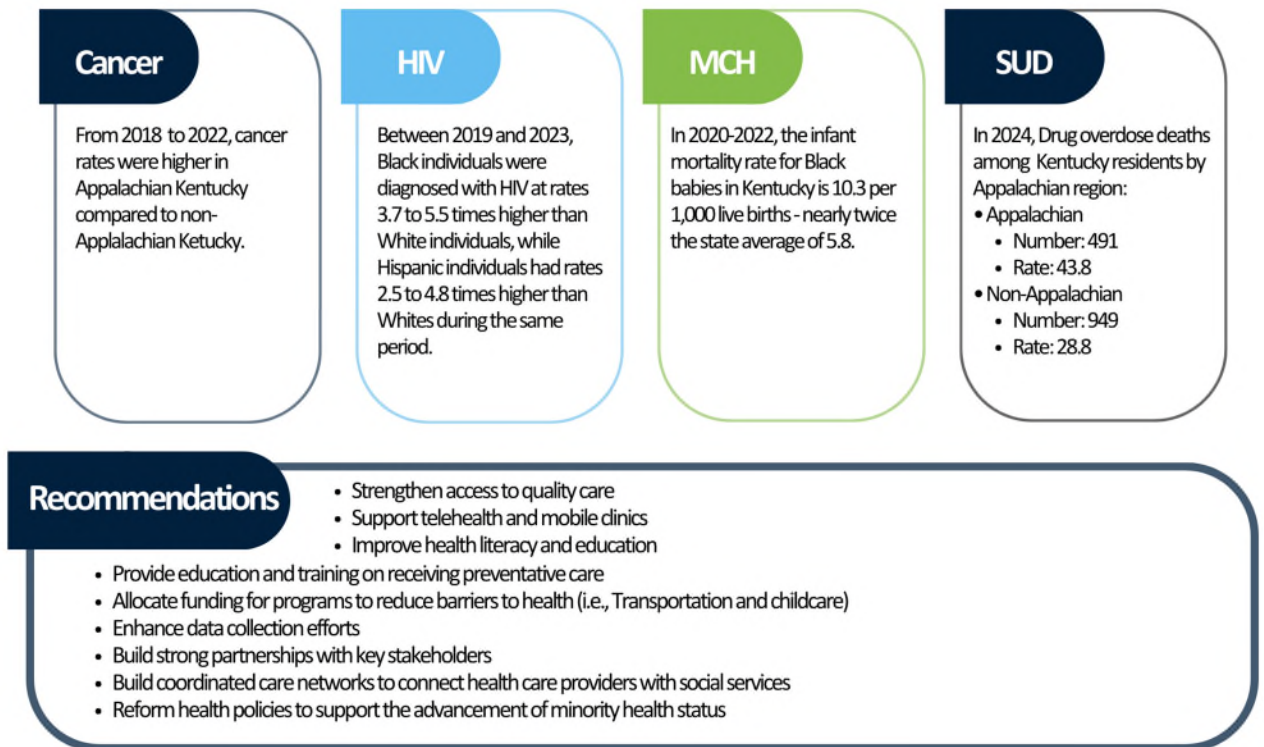 Cancer
From 2018 to 2022, cancer
rates were higher in
Appalachian Kentucky
compared to non-
Applalachian Ketucky.
HIV
Between 2019 and 2023,
Black individuals were
diagnosed with HIV at rates
3.7 to 5.5 times higher than
White individuals, while
Hispanic individuals had rates
2.5 to 4.8 times higher than
Whites during the same
period.
MCH
In 2020-2022, the infant
mortality rate for Black
babies in Kentucky is 10.3 per
1,000 live births - nearly twice
the state average of 5.8.
SUD
In 2024, Drug overdose deaths
among Kentucky residents by
Appalachian region:
• Appalachian
• Number: 491
• Rate: 43.8
• Non-Appalachian
• Number: 949
• Rate: 28.8
Recommendations
• Strengthen access to quality care
• Support telehealth and mobile clinics
• Improve health literacy and education
• Provide education and training on receiving preventative care
• Allocate funding for programs to reduce barriers to health (i.e., Transportation and childcare)
• Enhance data collection efforts
• Build strong partnerships with key stakeholders
• Build coordinated care networks to connect health care providers with social services
• Reform health policies to support the advancement of minority health status